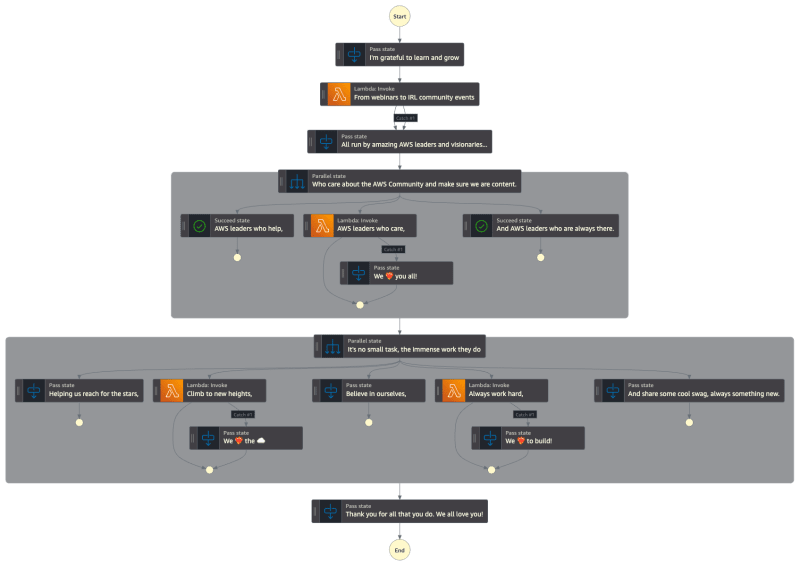 Start
Pass state
I'm grateful to learn and grow
Lambda: Invoke
From webinars to IRL community events
Catch #1
Pass state
All run by amazing AWS leaders and visionaries...
Parallel state
Who care about the AWS Community and make sure we are content.
Succeed state
AWS leaders who help,
Lambda: Invoke
AWS leaders who care,
Succeed state
And AWS leaders who are always there.
Catch #1
Pass state
We ❤️ you all!
Parallel state
It's no small task, the immense work they do
Pass state
Helping us reach for the stars,
Lambda: Invoke
Climb to new heights,
Pass state
Believe in ourselves,
Lambda: Invoke
Always work hard,
Pass state
And share some cool swag, always something new.
Catch #1
Catch #1
Pass state
We ❤️ the ☁️
Pass state
We ❤️ to build!
Pass state
Thank you for all that you do. We all love you!
End